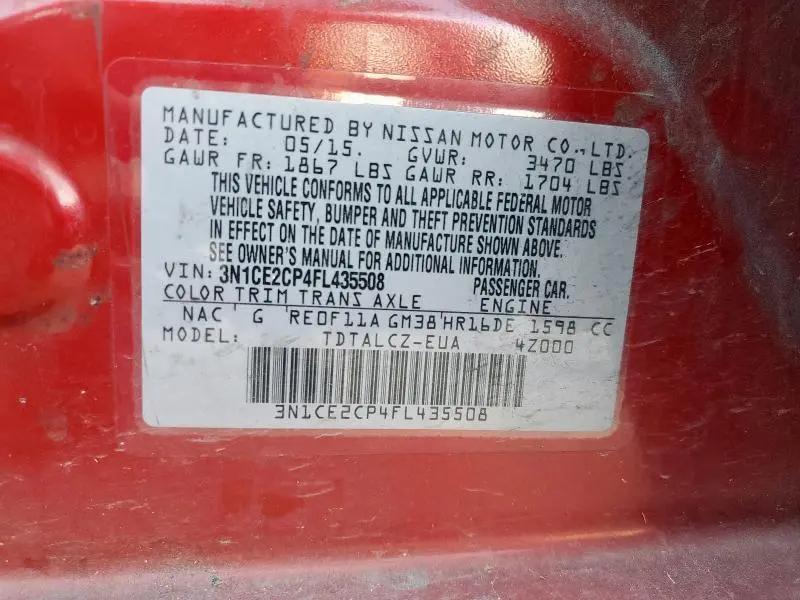 MANUFACTURED BY NISSAN MOTOR CO.,LTD.
DATE: 05/15. GVWR: 3470 LBS
GAWR FR: 1867 LBS GAWR RR: 1704 LBS
THIS VEHICLE CONFORMS TO ALL APPLICABLE FEDERAL MOTOR
VEHICLE SAFETY, BUMPER AND THEFT PREVENTION STANDARDS
IN EFFECT ON THE DATE OF MANUFACTURE SHOWN ABOVE.
SEE OWNER'S MANUAL FOR ADDITIONAL INFORMATION.
VIN: 3N1CE2CP4FL435508 PASSENGER CAR.
COLOR TRIM TRANS AXLE ENGINE
NAC G RE0F11A GM38 HR16DE 1598 CC
MODEL: TDTALCZ-EUA 4Z000
3N1CE2CP4FL435508